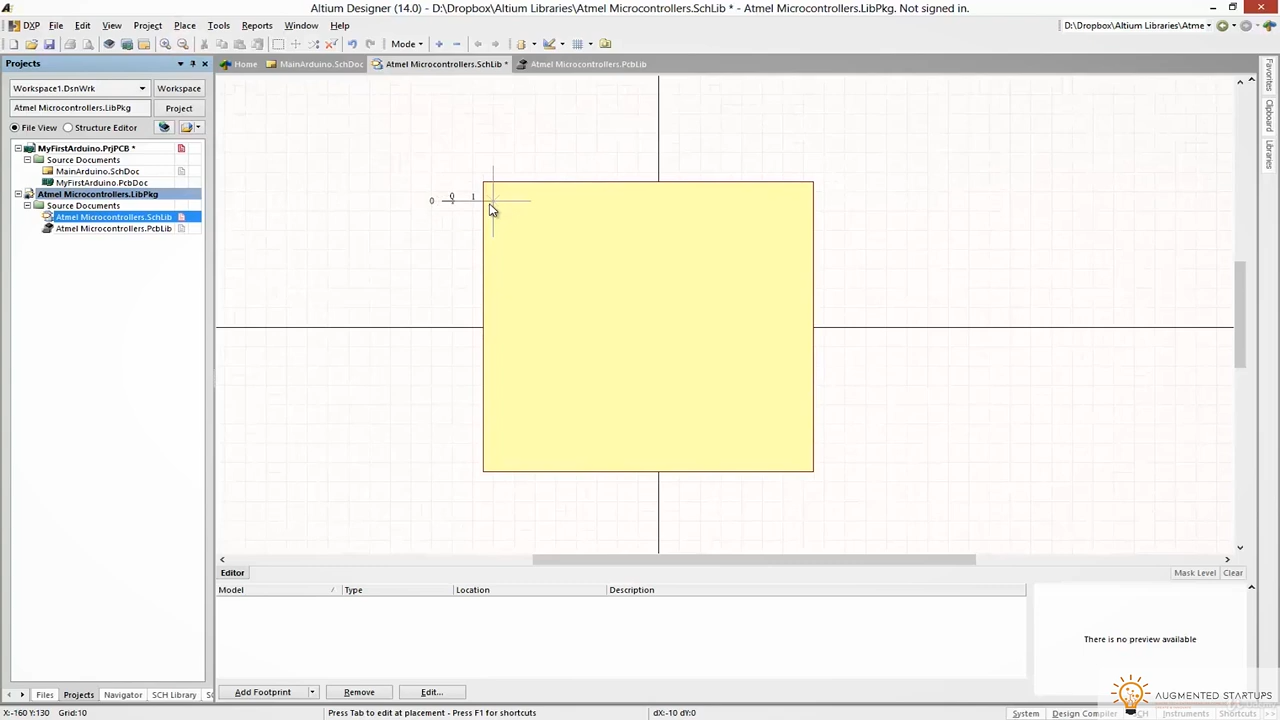 Altium Designer (14.0) - D:\Dropbox\Altium Libraries\Atmel Microcontrollers.SchLib * - Atmel Microcontrollers.LibPkg. Not signed in.
DXP File Edit View Project Place Tools Reports Window Help
D:\Dropbox\Altium Libraries\Atme
Mode
Projects
Home MainArduino.SchDoc Atmel Microcontrollers.SchLib * Atmel Microcontrollers.PcbLib
Workspace1.DsnWrk Workspace
Atmel Microcontrollers.LibPkg Project
File View Structure Editor
MyFirstArduino.PrjPCB *
Source Documents
MainArduino.SchDoc
MyFirstArduino.PcbDoc
Atmel Microcontrollers.LibPkg
Source Documents
Atmel Microcontrollers.SchLib
Atmel Microcontrollers.PcbLib
Favorites
Clipboard
Libraries
0 0 1
Editor
Mask Level Clear
Model Type Location Description
There is no preview available
Add Footprint Remove Edit...
Files Projects Navigator SCH Library SC
AUGMENTED STARTUPS
X:-160 Y:130 Grid:10 Press Tab to edit at placement - Press F1 for shortcuts dX:-10 dY:0
System Design Compiler SCH Instruments Shortcuts >>